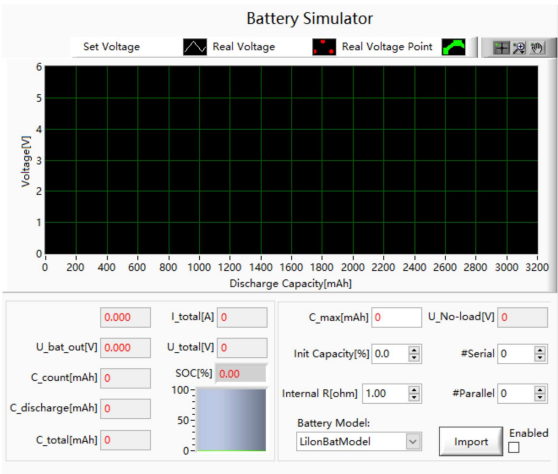 Battery Simulator
Set Voltage Real Voltage Real Voltage Point
6
5
4
3
2
1
0
Voltage[V]
0 200 400 600 800 1000 1200 1400 1600 1800 2000 2200 2400 2600 2800 3000 3200
Discharge Capacity[mAh]
0.000 I_total[A] 0
U_bat_out[V] 0.000 U_total[V] 0
C_count[mAh] 0 SOC[%] 0.00
C_discharge[mAh] 0
C_total[mAh] 0
100
50
0
C_max[mAh] 0 U_No-load[V] 0
Init Capacity[%] 0.0 #Serial 0
Internal R[ohm] 1.00 #Parallel 0
Battery Model:
LiIonBatModel Import Enabled